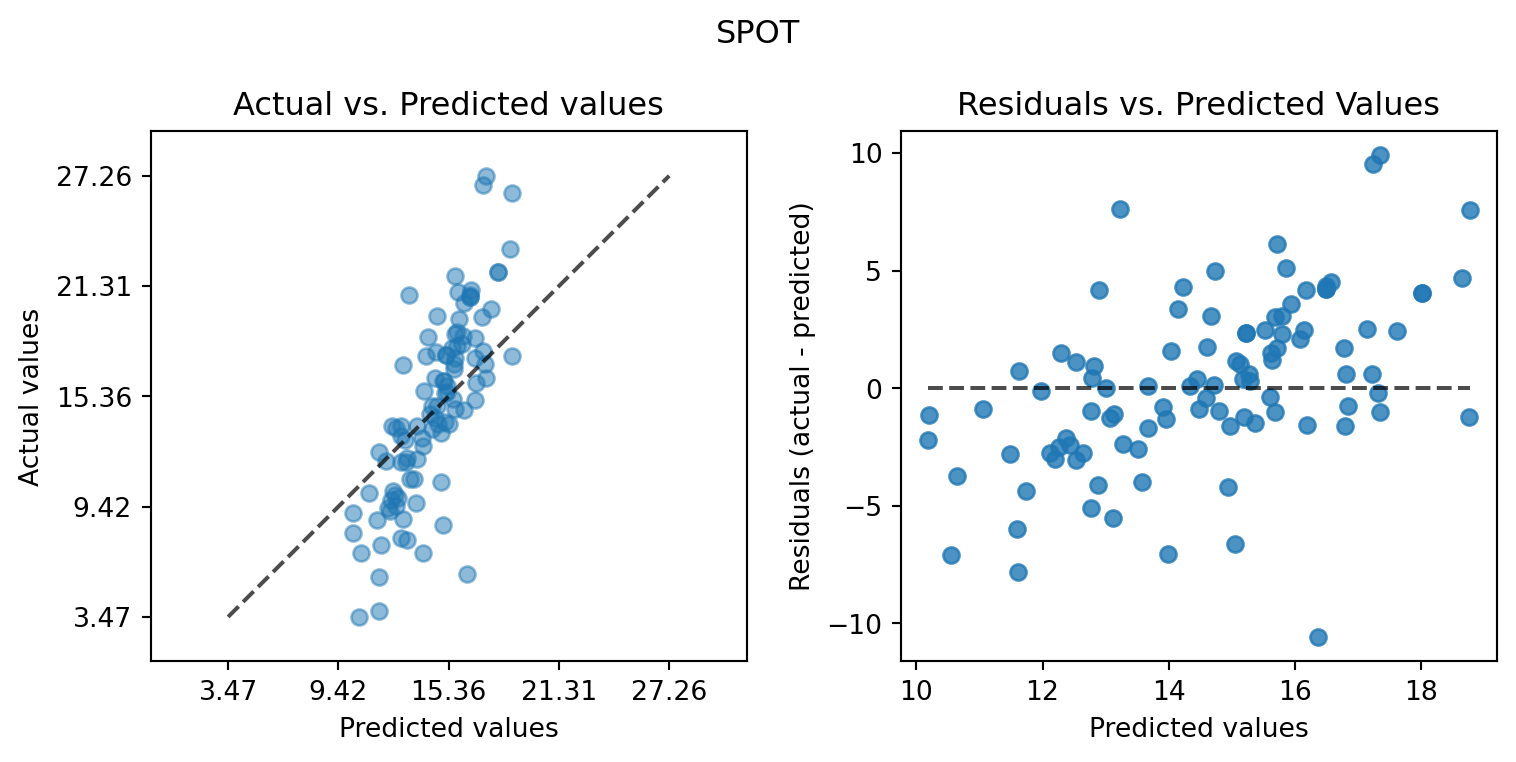 SPOT
Actual vs. Predicted values
Actual values
27.26
21.31
15.36
9.42
3.47
3.47 9.42 15.36 21.31 27.26
Predicted values
Residuals vs. Predicted Values
Residuals (actual - predicted)
10
5
0
−5
−10
10 12 14 16 18
Predicted values